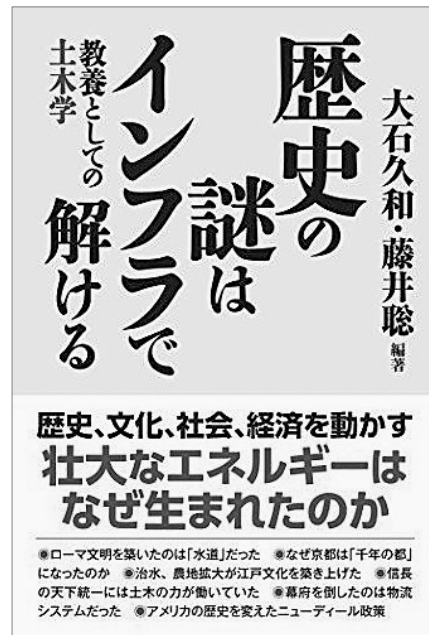 大石久和・藤井聡 編著
歴史の
謎は
インフラで
解ける
教養としての
土木学
歴史、文化、社会、経済を動かす
壮大なエネルギーは
なぜ生まれたのか
◉ローマ文明を築いたのは「水道」だった ◉なぜ京都は「千年の都」
になったのか ◉治水、農地拡大が江戸文化を築き上げた ◉信長
の天下統一には土木の力が働いていた ◉幕府を倒したのは物流
システムだった ◉アメリカの歴史を変えたニューディール政策